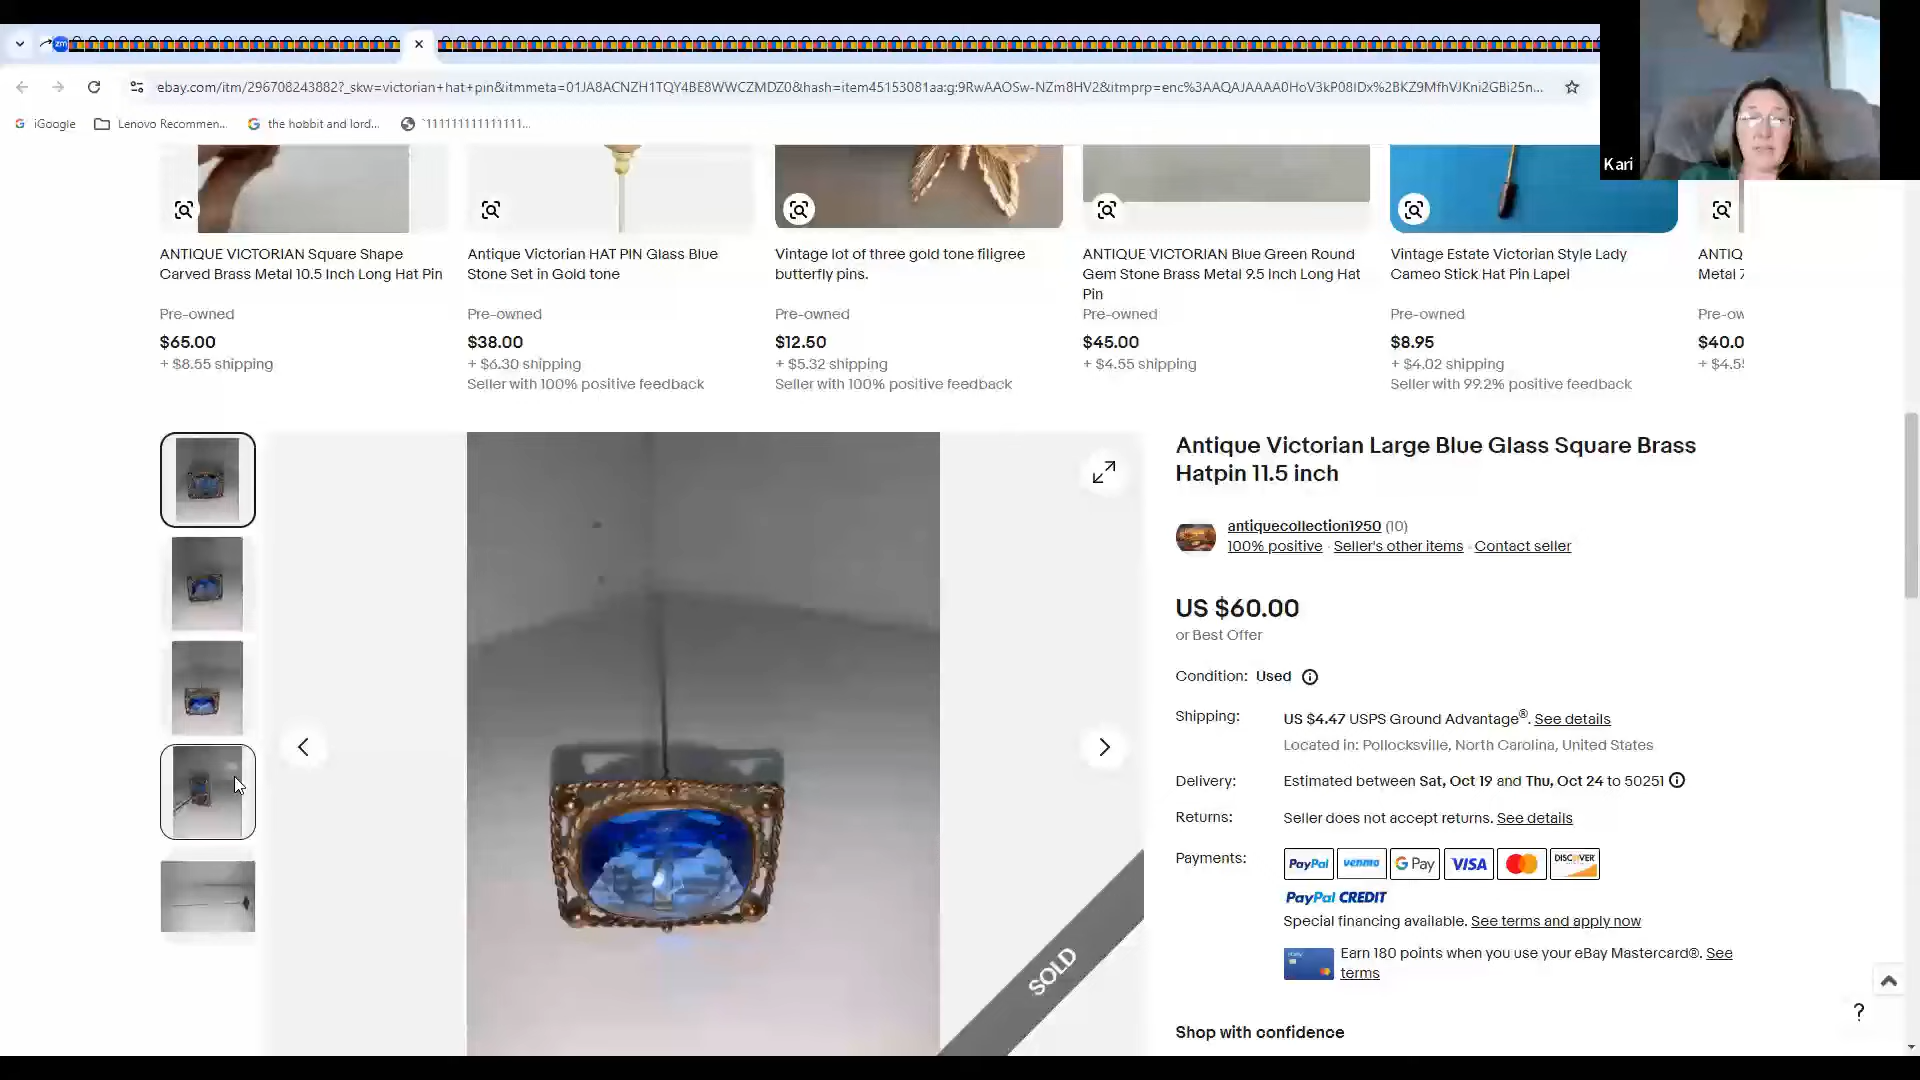 zm
ebay.com/itm/296708243882?_skw=victorian+hat+pin&itmmeta=01JA8ACNZH1TQY4BE8WWCZMDZ0&hash=item45153081aa:g:9RwAAOSw-NZm8HV2&itmprp=enc%3AAQAJAAAA0HoV3kP08IDx%2BKZ9MfhVJKni2GBi25n...
iGoogle
Lenovo Recommen...
the hobbit and lord...
`111111111111111...
Kari
ANTIQUE VICTORIAN Square Shape
Carved Brass Metal 10.5 Inch Long Hat Pin
Pre-owned
$65.00
+ $8.55 shipping
Antique Victorian HAT PIN Glass Blue
Stone Set in Gold tone
Pre-owned
$38.00
+ $6.30 shipping
Seller with 100% positive feedback
Vintage lot of three gold tone filigree
butterfly pins.
Pre-owned
$12.50
+ $5.32 shipping
Seller with 100% positive feedback
ANTIQUE VICTORIAN Blue Green Round
Gem Stone Brass Metal 9.5 Inch Long Hat
Pin
Pre-owned
$45.00
+ $4.55 shipping
Vintage Estate Victorian Style Lady
Cameo Stick Hat Pin Lapel
Pre-owned
$8.95
+ $4.02 shipping
Seller with 99.2% positive feedback
ANTIQ
Metal 7
Pre-ow
$40.0
+ $4.5
SOLD
Antique Victorian Large Blue Glass Square Brass
Hatpin 11.5 inch
antiquecollection1950 (10)
100% positive · Seller's other items · Contact seller
US $60.00
or Best Offer
Condition: Used
Shipping: US $4.47 USPS Ground Advantage®. See details
Located in: Pollocksville, North Carolina, United States
Delivery: Estimated between Sat, Oct 19 and Thu, Oct 24 to 50251
Returns: Seller does not accept returns. See details
Payments: PayPal venmo G Pay VISA MasterCard DISCOVER
PayPal CREDIT
Special financing available. See terms and apply now
Earn 180 points when you use your eBay Mastercard®. See
terms
Shop with confidence
?